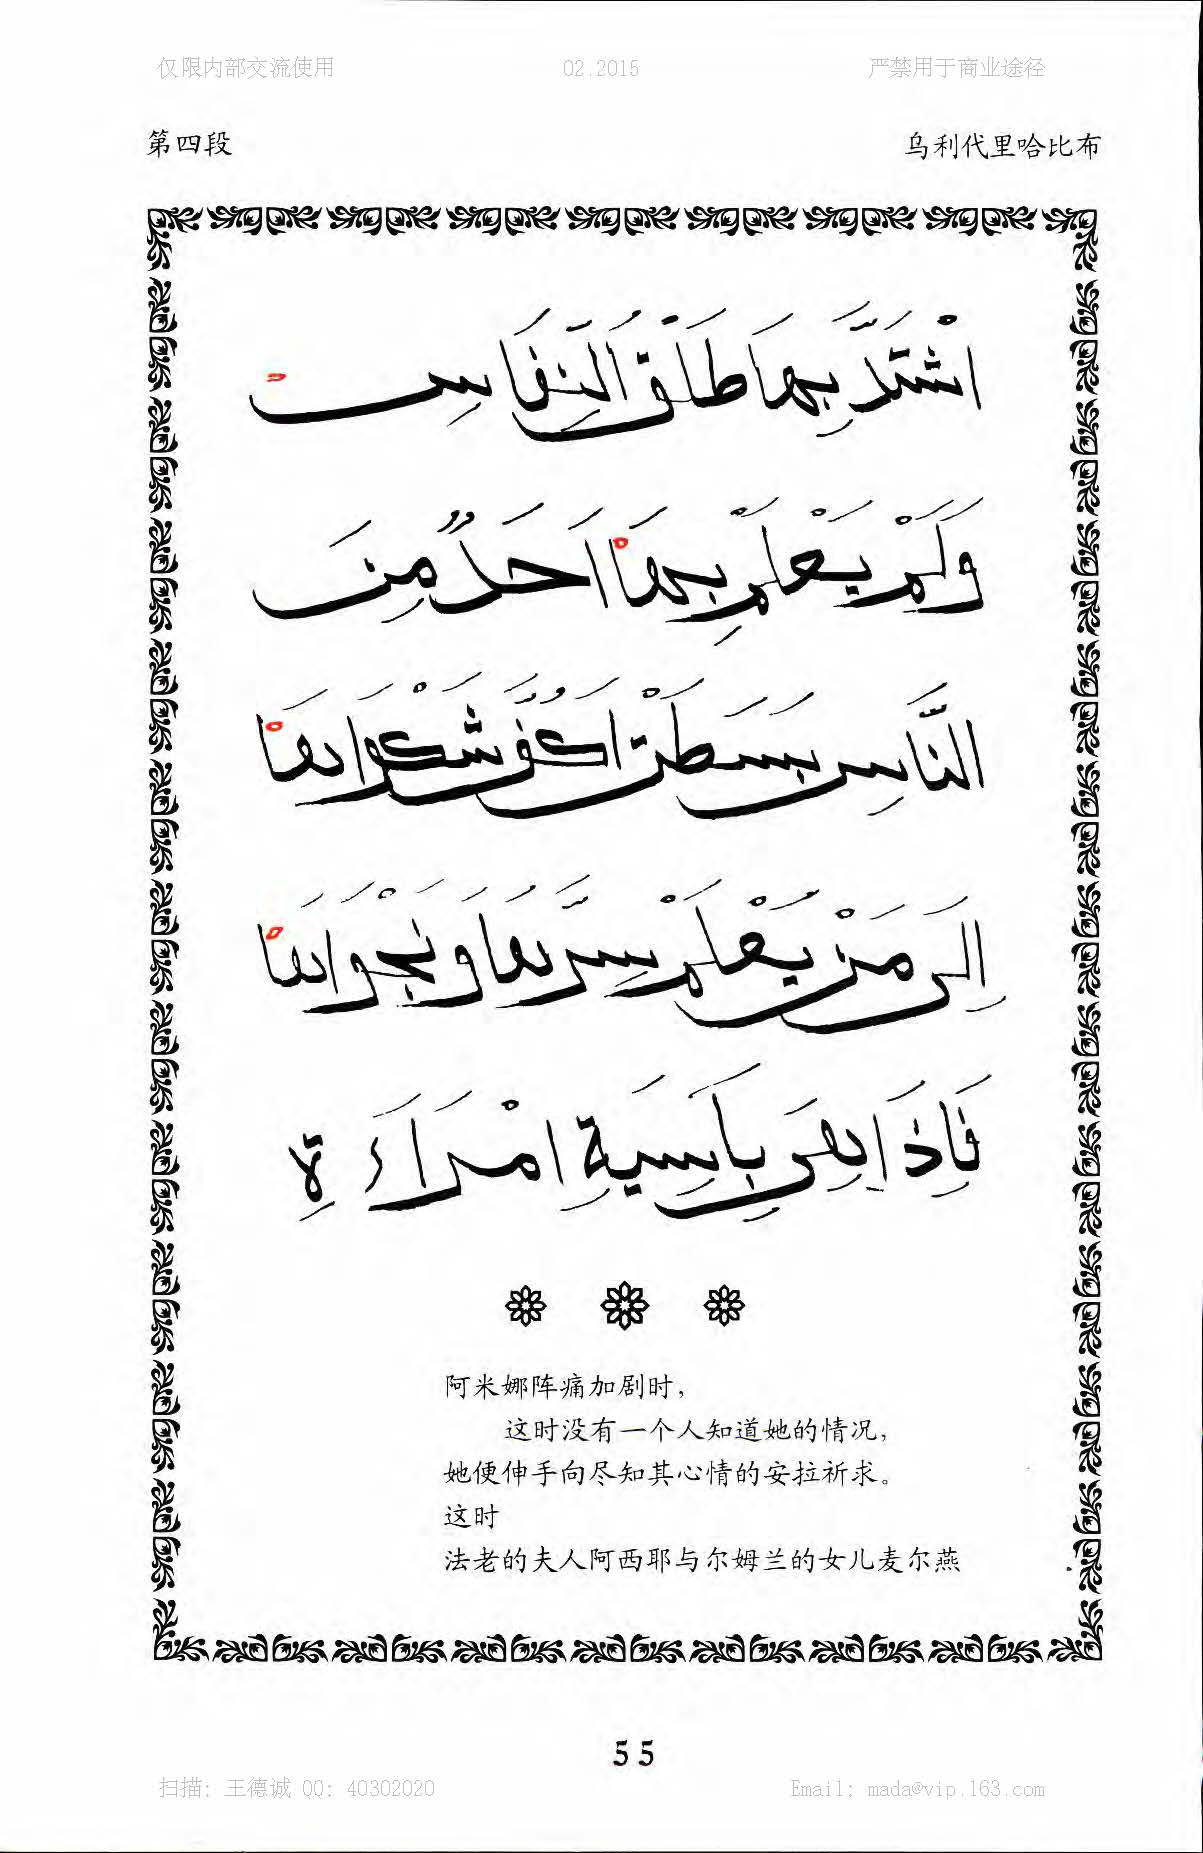 仅限内部交流使用 02.2015 严禁用于商业途径
第四段 乌利代里哈比布
اشْتَدَّ بِهَا طَلْقُ النِّفَاسِ
وَلَمْ يَعْلَمْ بِهَا اَحَدٌ مِنَ
النَّاسِ بَسَطَتْ اَكُفَّ شَكْوَاهَا
اِلَى مَنْ يَعْلَمُ سِرَّهَا وَنَجْوَاهَا
فَاِذَا هِيَ بِاَسِيَةِ امْرَاَءَةِ
阿米娜阵痛加剧时，
这时没有一个人知道她的情况，
她便伸手向尽知其心情的安拉祈求。
这时
法老的夫人阿西耶与尔姆兰的女儿麦尔燕
55
扫描: 王德诚 QQ: 40302020 Email: mada@vip.163.com